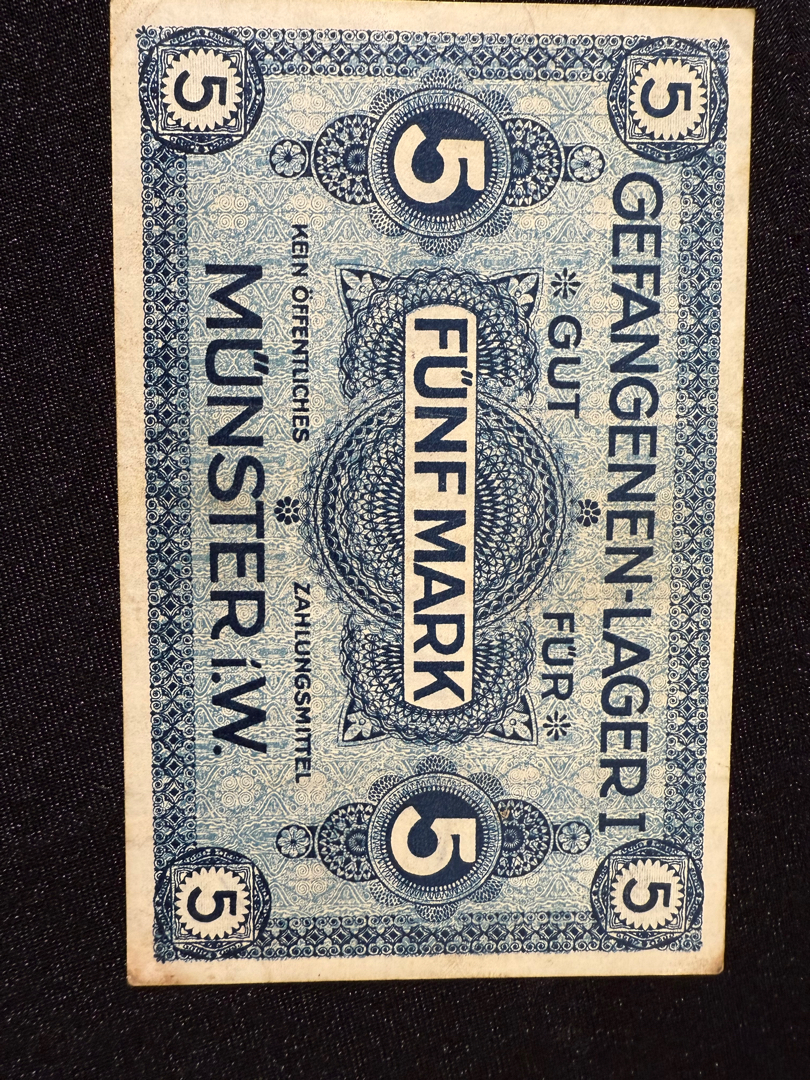 5 5
GEFANGENEN-LAGER I
GUT FÜR
5 FÜNF MARK 5
KEIN ÖFFENTLICHES ZAHLUNGSMITTEL
MÜNSTER i.W.
5 5